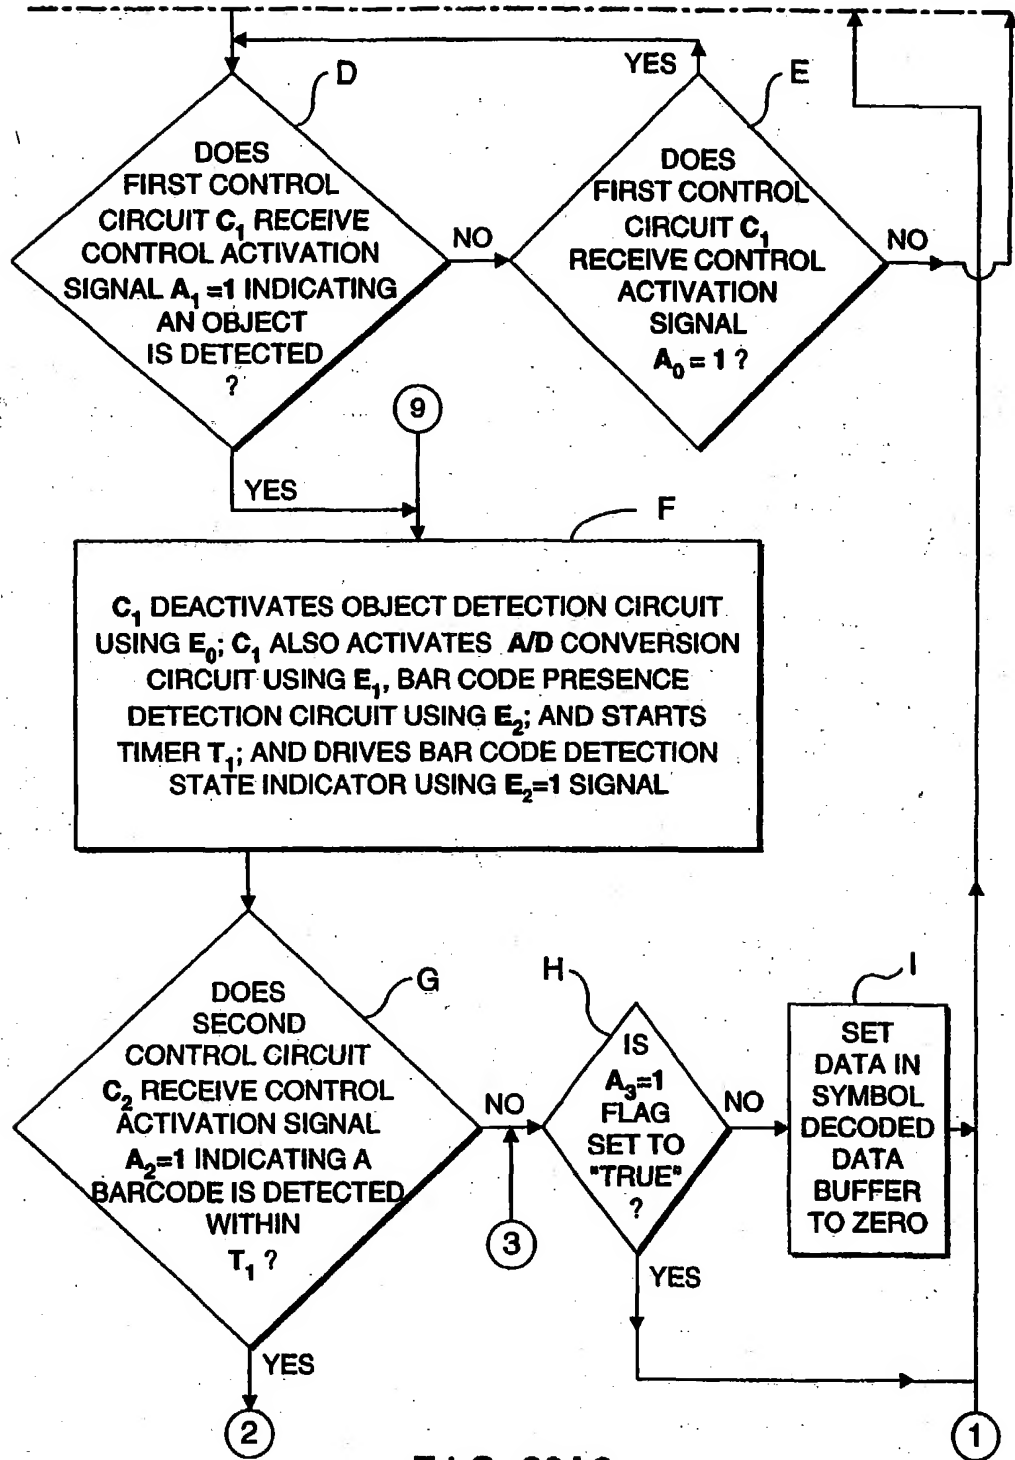 YES
D
E
DOES
FIRST CONTROL
CIRCUIT C₁ RECEIVE
CONTROL ACTIVATION
SIGNAL A₁ =1 INDICATING
AN OBJECT
IS DETECTED
?
NO
DOES
FIRST CONTROL
CIRCUIT C₁
RECEIVE CONTROL
ACTIVATION
SIGNAL
A₀ = 1 ?
NO
9
YES
F
C₁ DEACTIVATES OBJECT DETECTION CIRCUIT
USING E₀; C₁ ALSO ACTIVATES A/D CONVERSION
CIRCUIT USING E₁, BAR CODE PRESENCE
DETECTION CIRCUIT USING E₂; AND STARTS
TIMER T₁; AND DRIVES BAR CODE DETECTION
STATE INDICATOR USING E₂=1 SIGNAL
G
DOES
SECOND
CONTROL CIRCUIT
C₂ RECEIVE CONTROL
ACTIVATION SIGNAL
A₂=1 INDICATING A
BARCODE IS DETECTED
WITHIN
T₁ ?
NO
3
H
IS
A₃=1
FLAG
SET TO
"TRUE"
?
NO
I
SET
DATA IN
SYMBOL
DECODED
DATA
BUFFER
TO ZERO
YES
YES
2
1